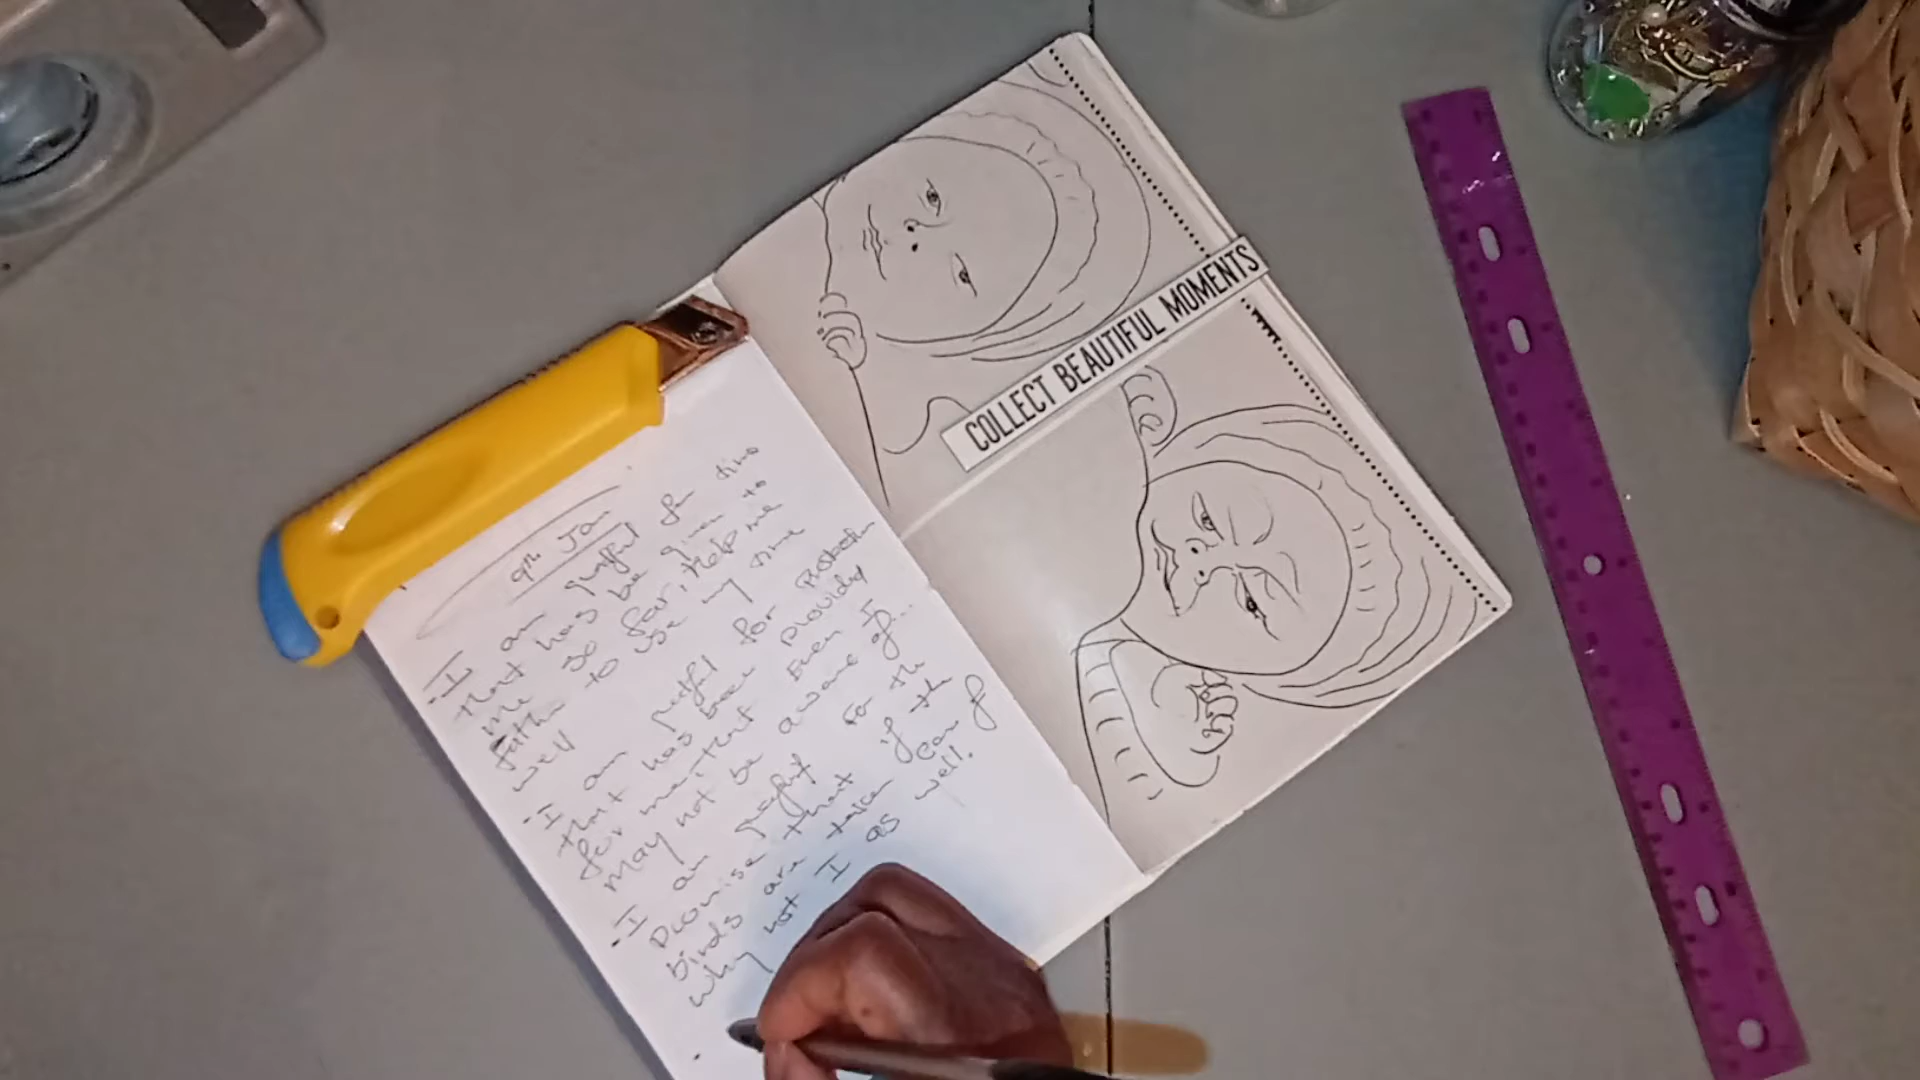 9th Jan
- I am grateful for time
that has be given to
me so far, Help me
father to use my time
well
- I am grateful for Protection
that has been provided
for me that Even I
may not be aware of..
- I am grateful for the
promise that if the
birds are taken care of
why not I as well.
-
COLLECT BEAUTIFUL MOMENTS